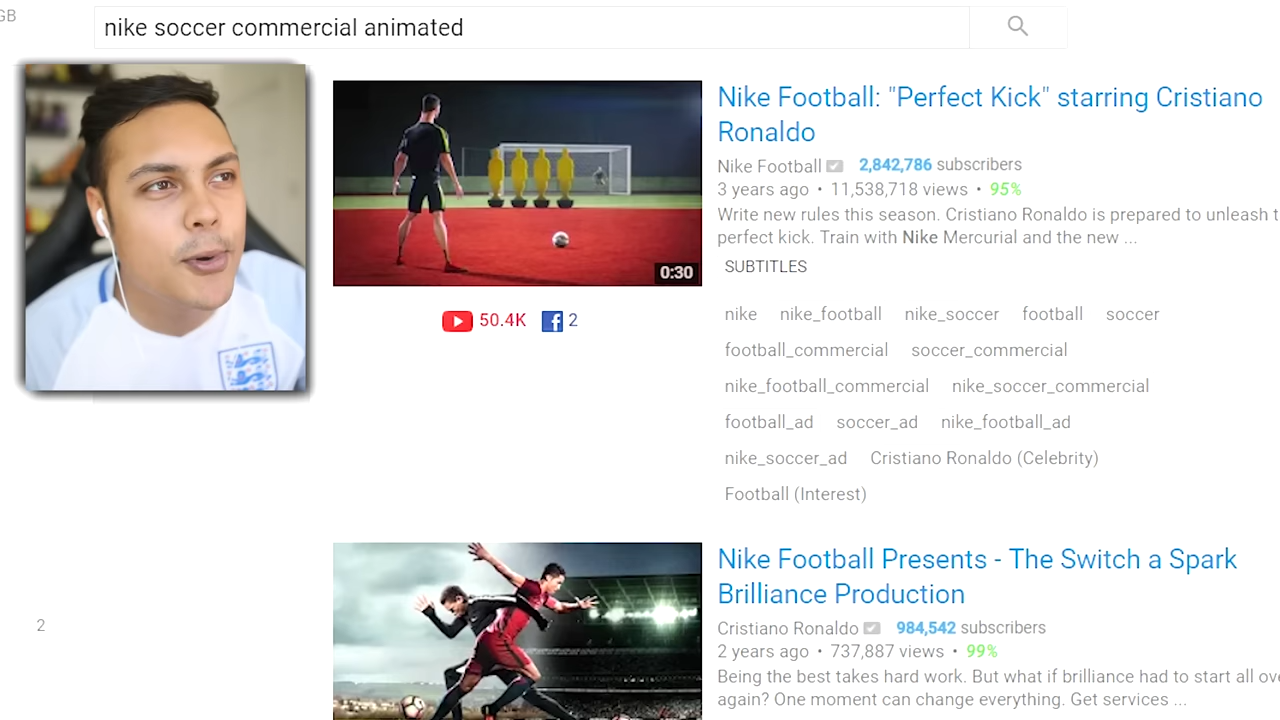 GB
nike soccer commercial animated
Nike Football: "Perfect Kick" starring Cristiano
Ronaldo
Nike Football 2,842,786 subscribers
3 years ago • 11,538,718 views • 95%
Write new rules this season. Cristiano Ronaldo is prepared to unleash t
perfect kick. Train with Nike Mercurial and the new ...
0:30
SUBTITLES
50.4K 2
nike nike_football nike_soccer football soccer
football_commercial soccer_commercial
nike_football_commercial nike_soccer_commercial
football_ad soccer_ad nike_football_ad
nike_soccer_ad Cristiano Ronaldo (Celebrity)
Football (Interest)
2
Nike Football Presents - The Switch a Spark
Brilliance Production
Cristiano Ronaldo 984,542 subscribers
2 years ago • 737,887 views • 99%
Being the best takes hard work. But what if brilliance had to start all ove
again? One moment can change everything. Get services ...